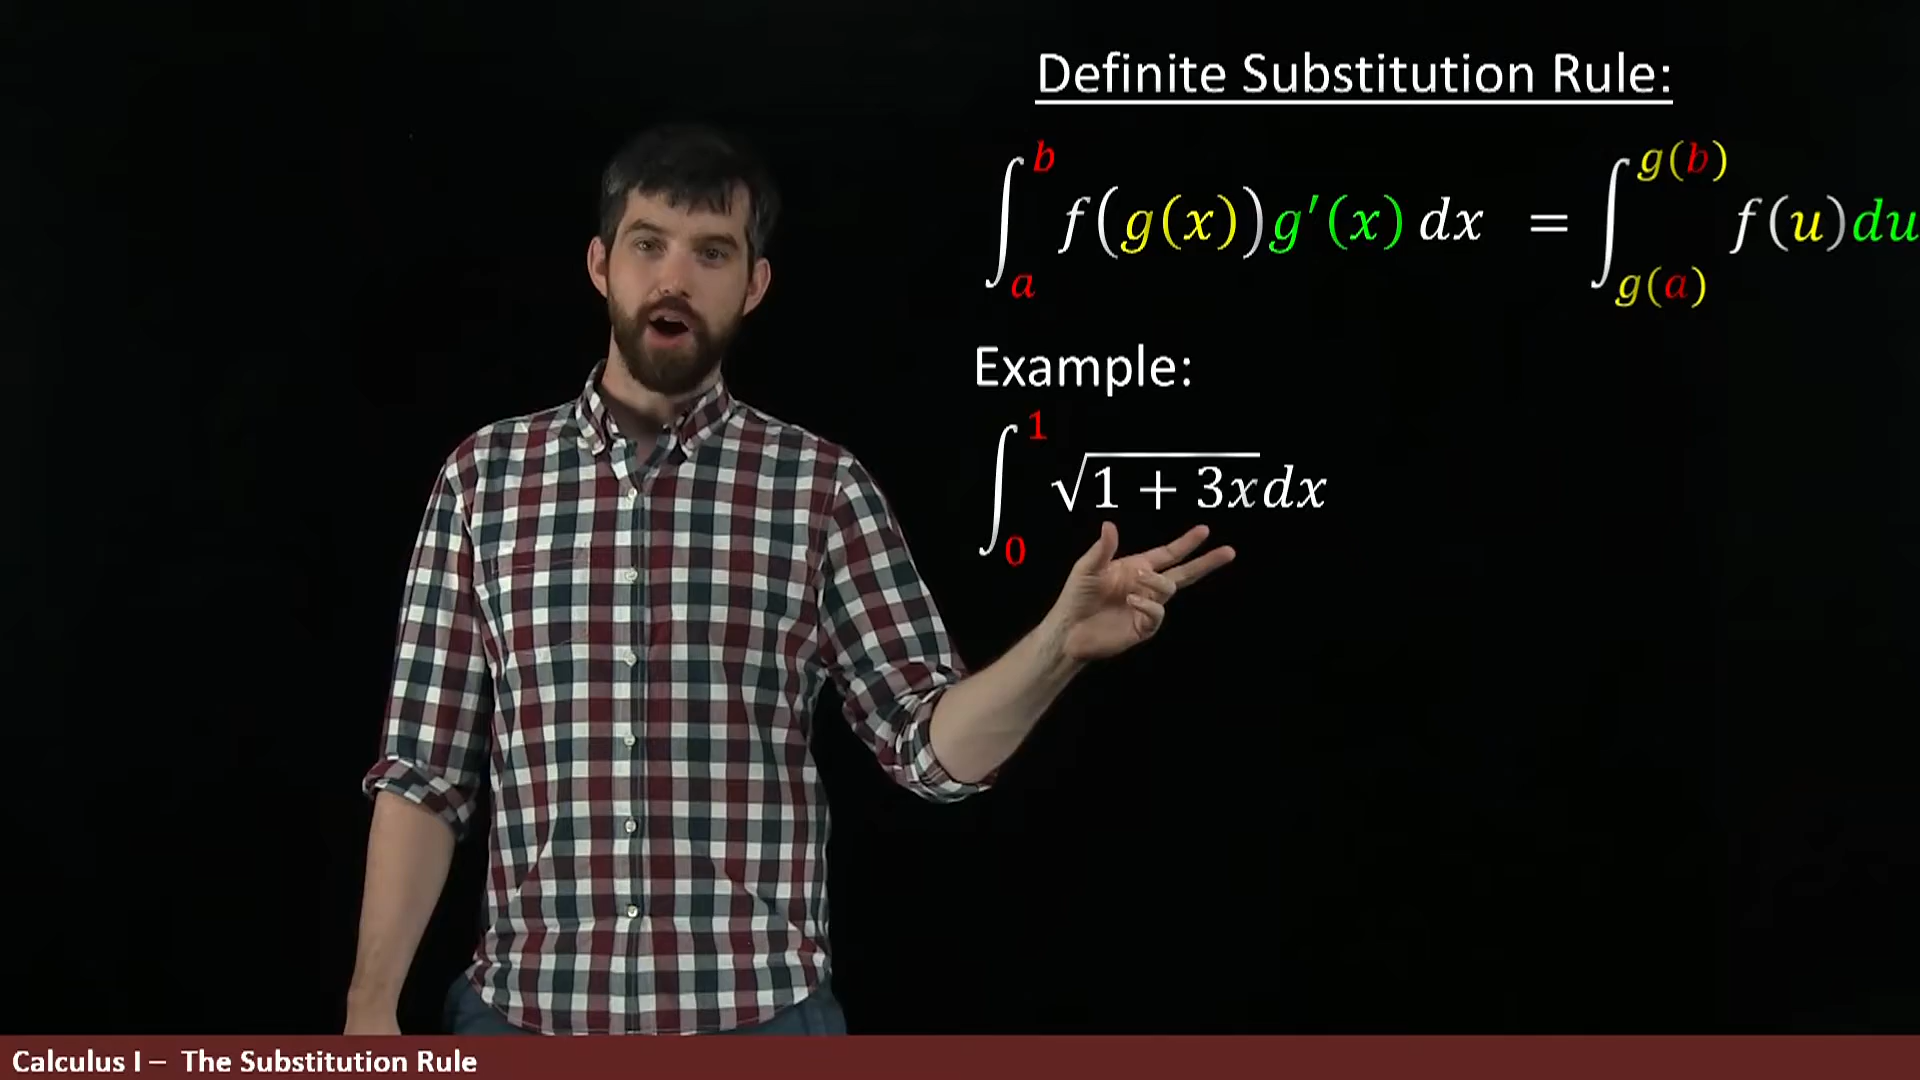 Definite Substitution Rule:
∫_a^b f(g(x))g′(x) dx = ∫_{g(a)}^{g(b)} f(u)du
Example:
∫_0^1 √(1 + 3x)dx
Calculus I – The Substitution Rule